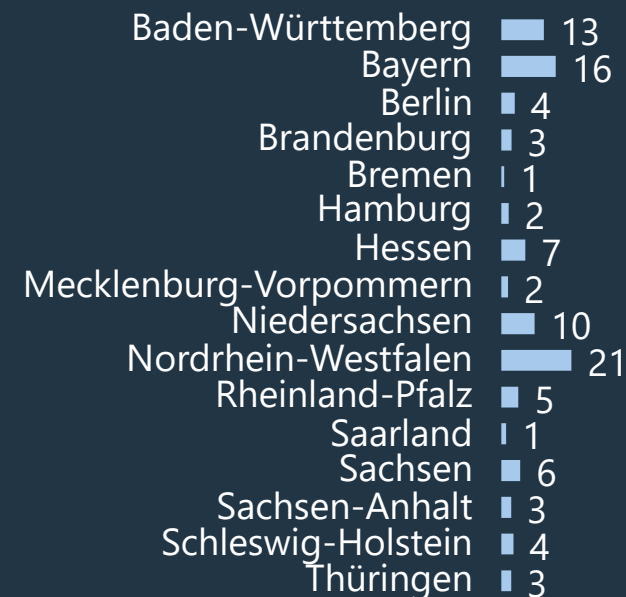 Baden-Württemberg 13
Bayern 16
Berlin 4
Brandenburg 3
Bremen 1
Hamburg 2
Hessen 7
Mecklenburg-Vorpommern 2
Niedersachsen 10
Nordrhein-Westfalen 21
Rheinland-Pfalz 5
Saarland 1
Sachsen 6
Sachsen-Anhalt 3
Schleswig-Holstein 4
Thüringen 3